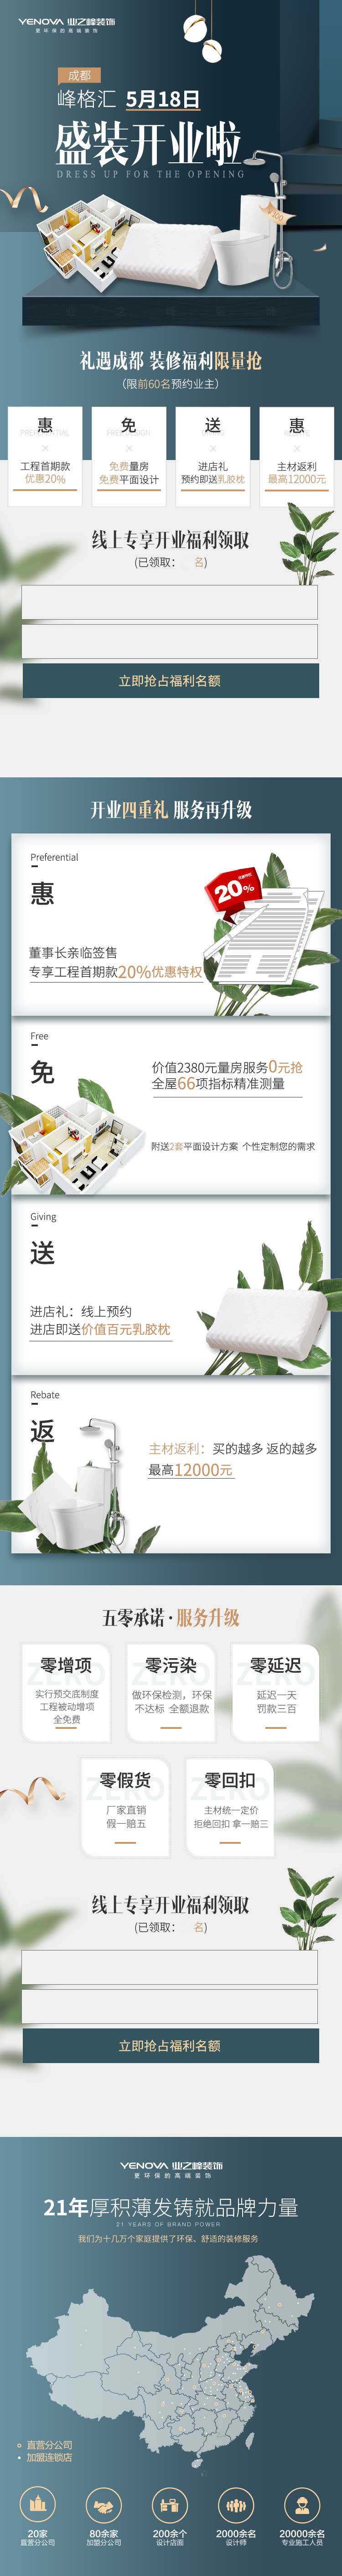 YENOVA 业之峰装饰
更环保的高端装饰
成都
峰格汇 5月18日
盛装开业啦
DRESS UP FOR THE OPENING
礼遇成都 装修福利限量抢
(限前60名预约业主)
惠
×
工程首期款
优惠20%
免
×
免费量房
免费平面设计
送
×
进店礼
预约即送乳胶枕
惠
×
主材返利
最高12000元
线上专享开业福利领取
(已领取: 名)
立即抢占福利名额
开业四重礼 服务再升级
Preferential
惠
20%
董事长亲临签售
专享工程首期款20%优惠特权
Free
免
价值2380元量房服务0元抢
全屋66项指标精准测量
附送2套平面设计方案 个性定制您的需求
Giving
送
进店礼：线上预约
进店即送价值百元乳胶枕
Rebate
返
主材返利：买的越多 返的越多
最高12000元
五零承诺·服务升级
ZERO
零增项
实行预交底制度
工程被动增项
全免费
ZERO
零污染
做环保检测，环保
不达标 全额退款
ZERO
零延迟
延迟一天
罚款三百
ZERO
零假货
厂家直销
假一赔五
ZERO
零回扣
主材统一定价
拒绝回扣 拿一赔三
线上专享开业福利领取
(已领取: 名)
立即抢占福利名额
YENOVA 业之峰装饰
更环保的高端装饰
21年厚积薄发铸就品牌力量
21 YEARS OF BRAND POWER
我们为十几万个家庭提供了环保、舒适的装修服务
直营分公司
加盟连锁店
20家
直营分公司
80余家
加盟分公司
200余个
设计店面
2000余名
设计师
20000余名
专业施工人员